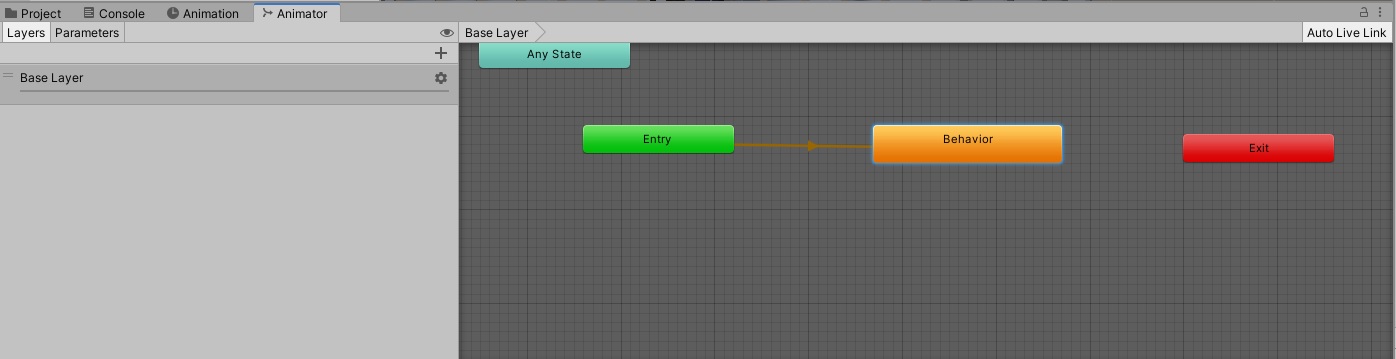 Project Console Animation Animator
Layers Parameters Base Layer Auto Live Link
Base Layer
Any State
Entry
Behavior
Exit